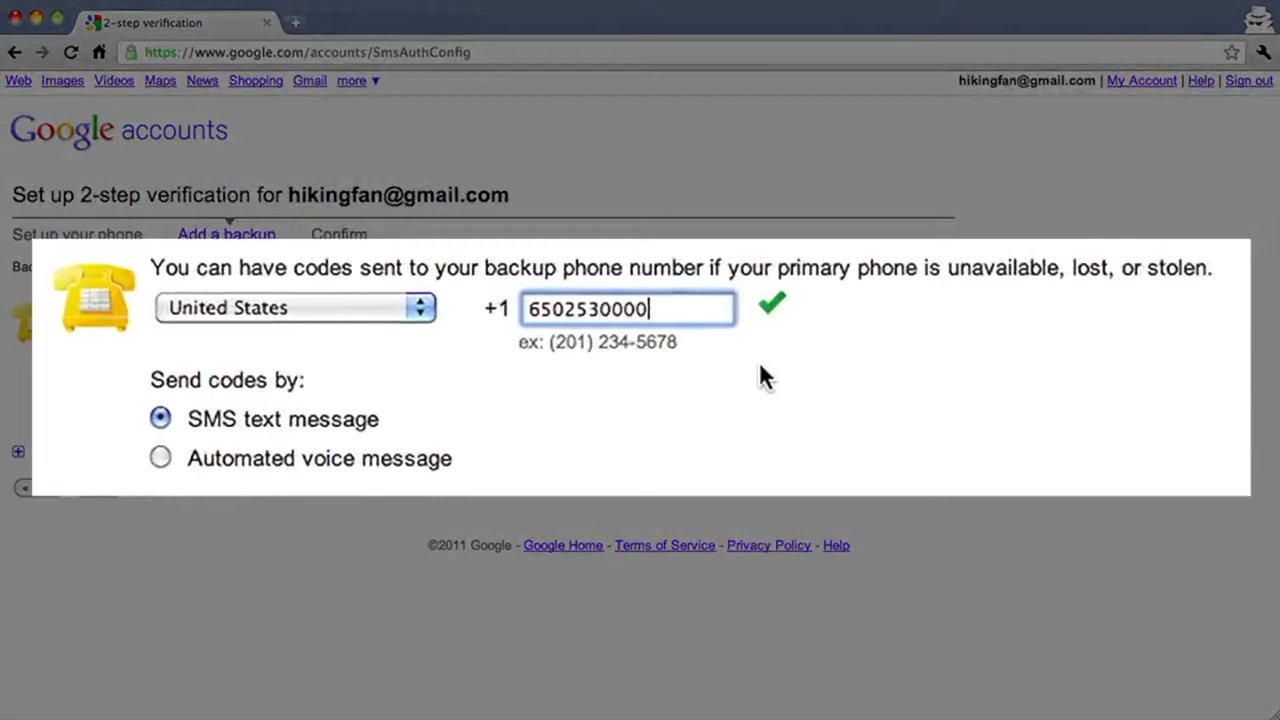 2-step verification
https://www.google.com/accounts/SmsAuthConfig
Web Images Videos Maps News Shopping Gmail more ▼ hikingfan@gmail.com | My Account | Help | Sign out
Google accounts
Set up 2-step verification for hikingfan@gmail.com
Set up your phone Add a backup Confirm
You can have codes sent to your backup phone number if your primary phone is unavailable, lost, or stolen.
United States +1 6502530000
ex: (201) 234-5678
Send codes by:
SMS text message
Automated voice message
©2011 Google - Google Home - Terms of Service - Privacy Policy - Help